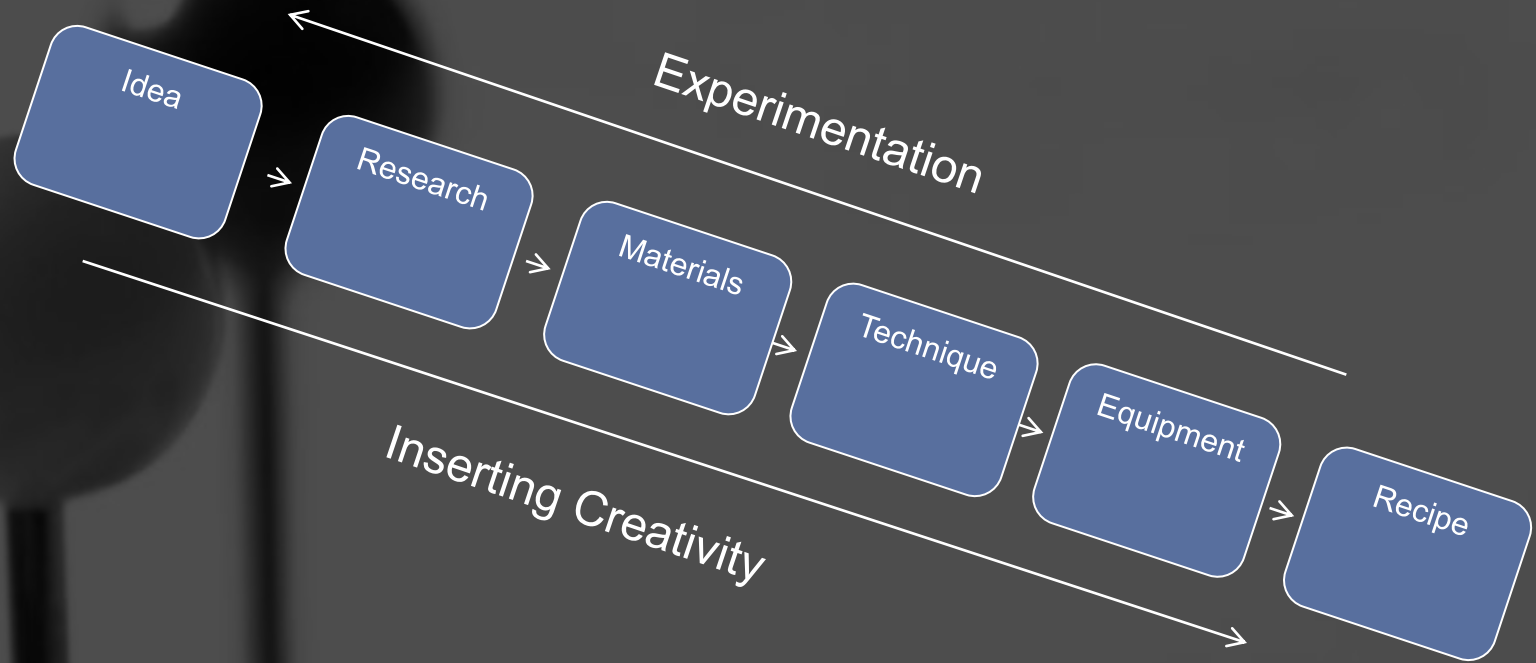 Experimentation
Idea
Research
Materials
Technique
Equipment
Recipe
Inserting Creativity